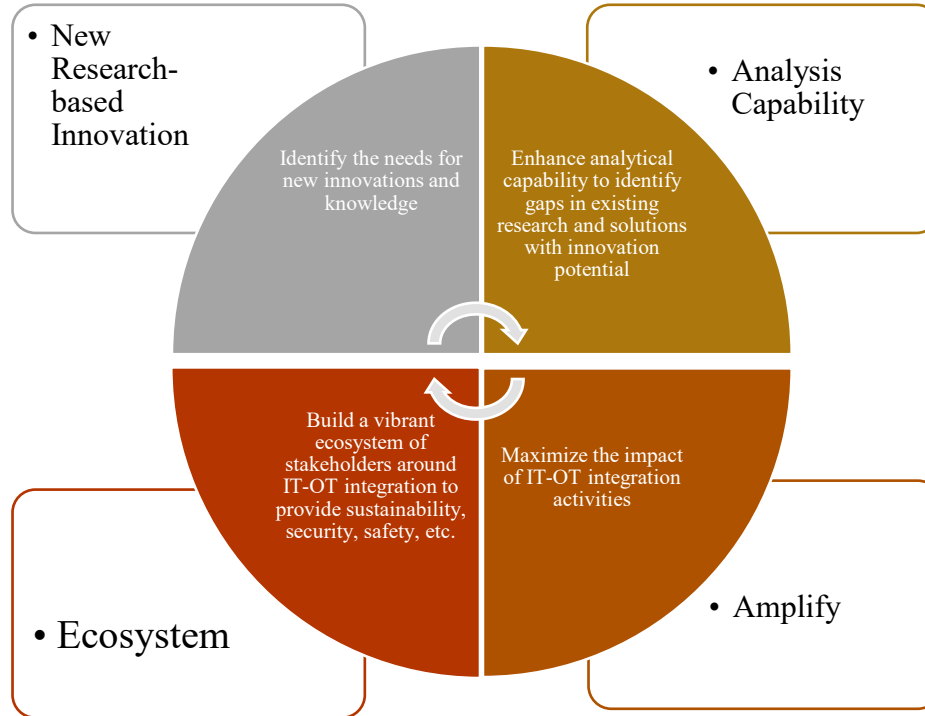 • New
Research-
based
Innovation
Identify the needs for
new innovations and
knowledge
• Analysis
Capability
Enhance analytical
capability to identify
gaps in existing
research and solutions
with innovation
potential
Build a vibrant
ecosystem of
stakeholders around
IT-OT integration to
provide sustainability,
security, safety, etc.
• Ecosystem
Maximize the impact
of IT-OT integration
activities
• Amplify